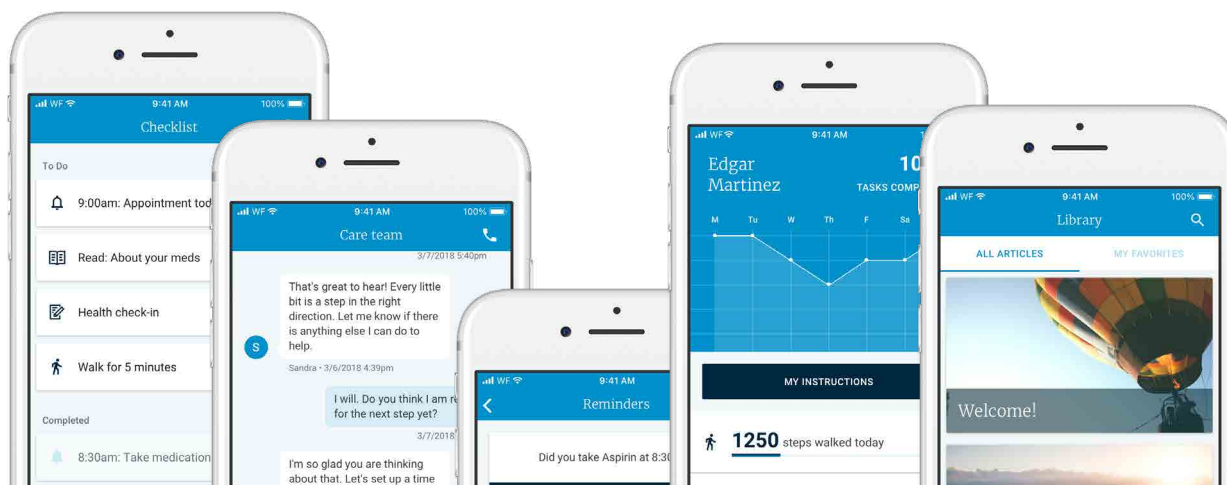 WF
9:41 AM
100%
Checklist
To Do
9:00am: Appointment
Read: About your meds
Health check-in
Walk for 5 minutes
Completed
8:30am: Take medication
WF
9:41 AM
100%
Care team
3/7/2018 5:40pm
That's great to hear! Every little
bit is a step in the right
direction. Let me know if there
is anything else I can do to
help.
S
Sandra • 3/6/2018 4:39pm
I will. Do you think I am
for the next step yet?
3/7/2018
I'm so glad you are thinking
about that. Let's set up a time
WF
9:41 AM
Reminders
Did you take Aspirin at 8:30
WF
9:41 AM
Edgar
Martinez
10
TASKS
M Tu W Th F Sa
MY INSTRUCTIONS
1250 steps walked today
WF
9:41 AM
100%
Library
ALL ARTICLES
MY FAVORITES
Welcome!